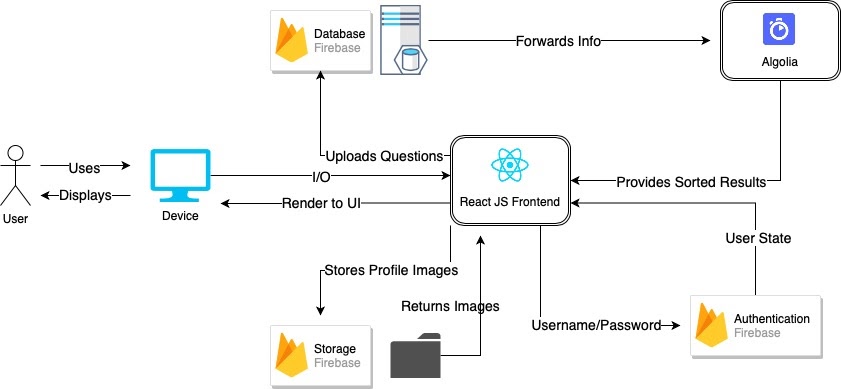 Database
Firebase
Forwards Info
Algolia
Uploads Questions
Uses
I/O
Provides Sorted Results
Displays
Render to UI
React JS Frontend
User
Device
User State
Stores Profile Images
Returns Images
Username/Password
Authentication
Firebase
Storage
Firebase